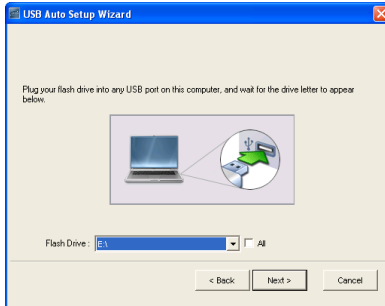 USB Auto Setup Wizard
Plug your flash drive into any USB port on this computer, and wait for the drive letter to appear
below.
Flash Drive : E:\ All
< Back Next > Cancel